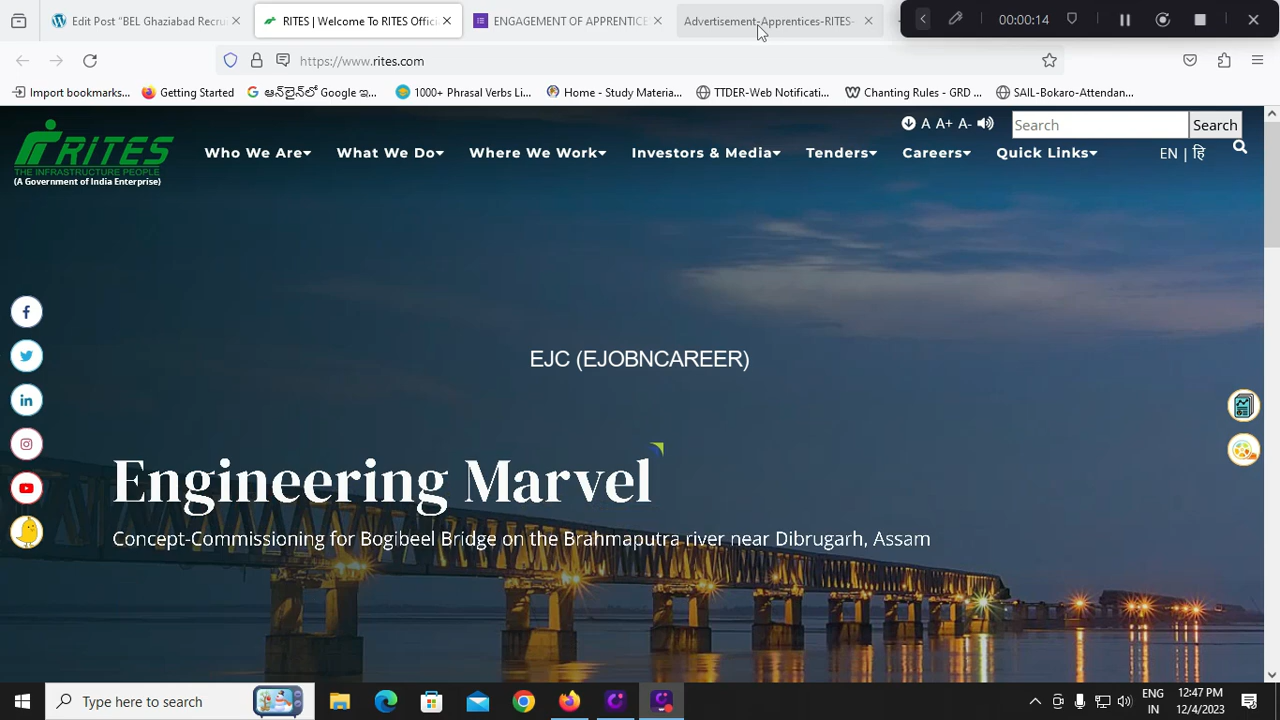 Edit Post “BEL Ghaziabad Recru
RITES | Welcome To RITES Offici
ENGAGEMENT OF APPRENTICE
Advertisement-Apprentices-RITES-
00:00:14
https://www.rites.com
Import bookmarks...
Getting Started
ఆన్‌లైన్‌లో Google ఇ...
1000+ Phrasal Verbs Li...
Home - Study Materia...
TTDER-Web Notificati...
Chanting Rules - GRD ...
SAIL-Bokaro-Attendan...
A A+ A-
Search
Search
RITES
THE INFRASTRUCTURE PEOPLE
(A Government of India Enterprise)
Who We Are
What We Do
Where We Work
Investors & Media
Tenders
Careers
Quick Links
EN | हि
EJC (EJOBNCAREER)
Engineering Marvel
Concept-Commissioning for Bogibeel Bridge on the Brahmaputra river near Dibrugarh, Assam
Type here to search
ENG
IN
12:47 PM
12/4/2023